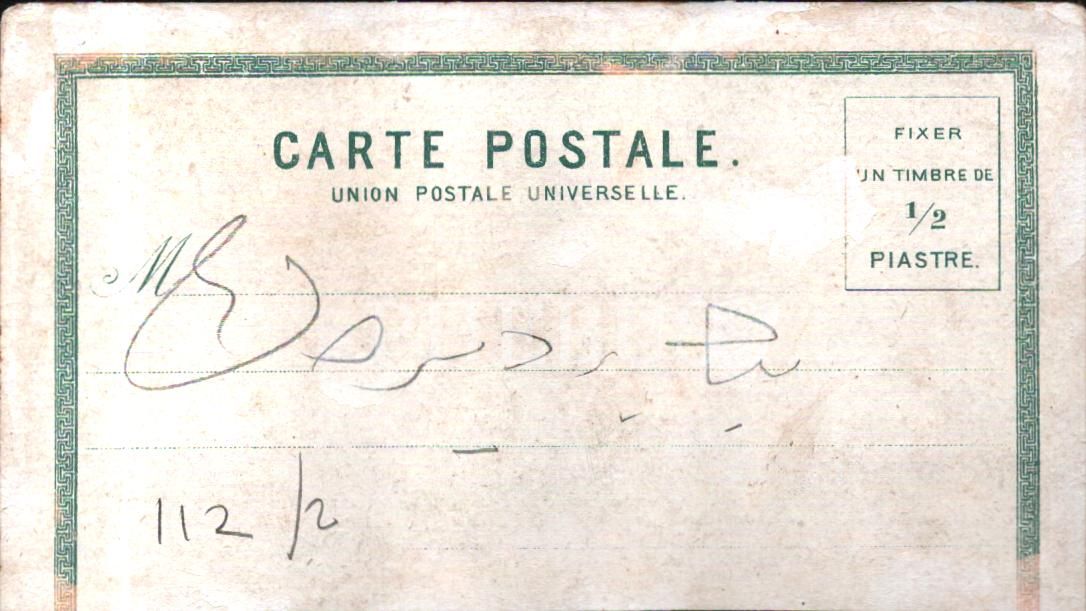 CARTE POSTALE.
UNION POSTALE UNIVERSELLE.
FIXER
UN TIMBRE DE
1/2
PIASTRE.
M
112/2